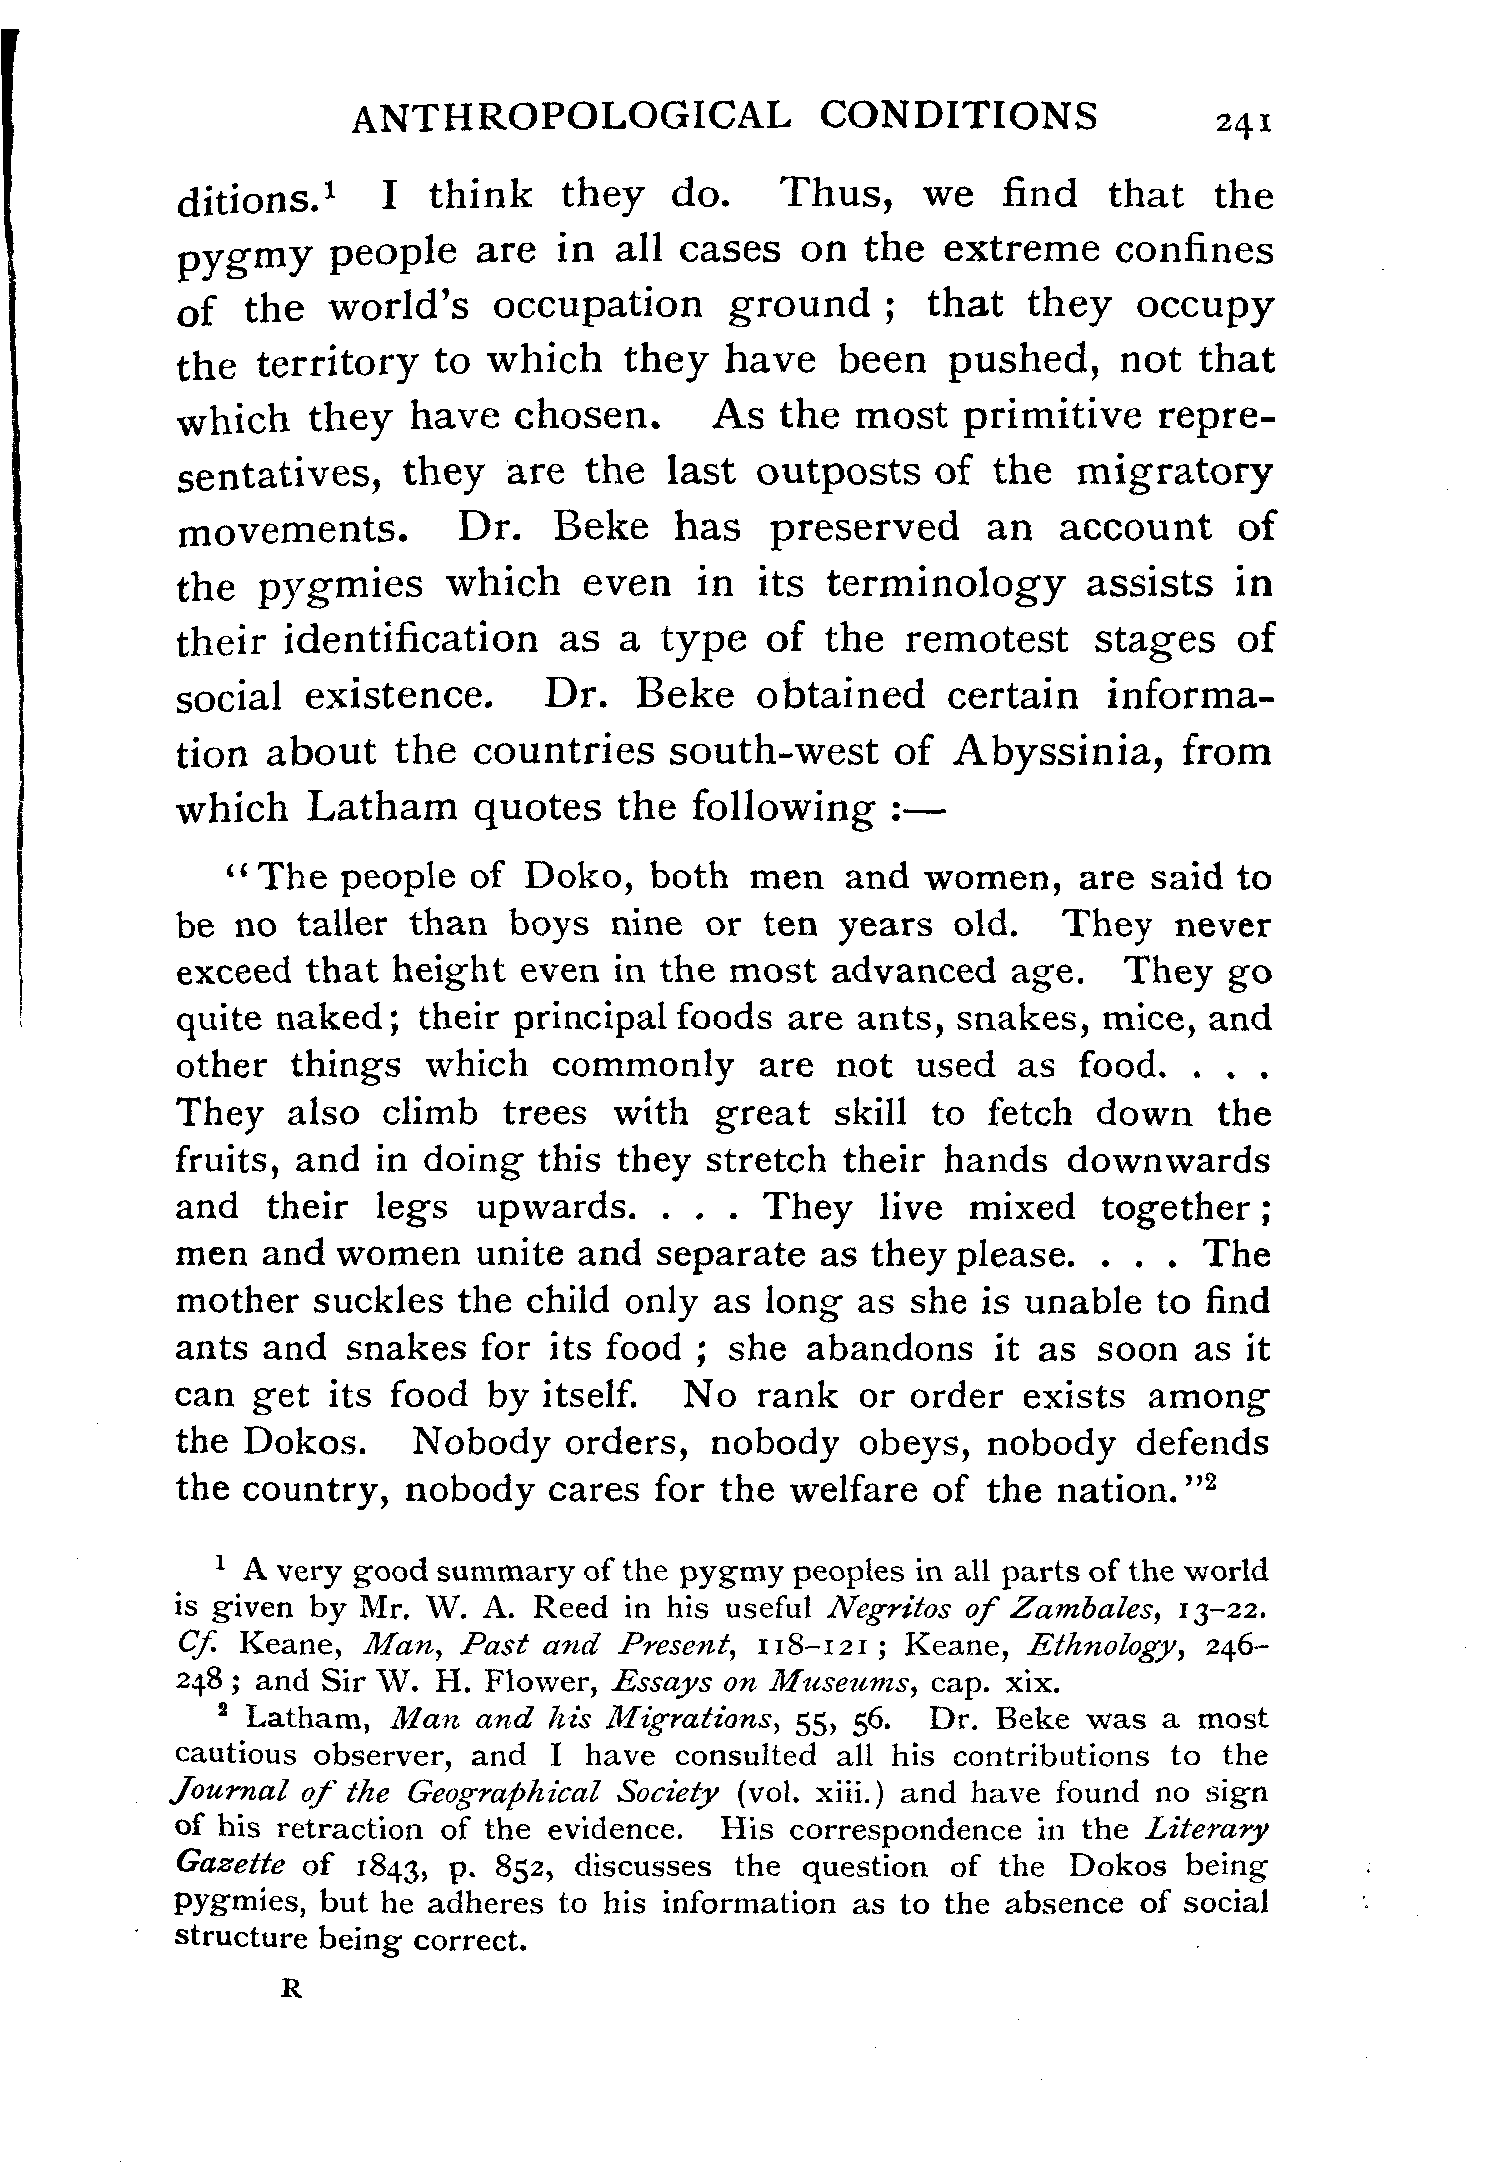 ANTHROPOLOGICAL CONDITIONS 241
ditions.¹ I think they do. Thus, we find that the
pygmy people are in all cases on the extreme confines
of the world's occupation ground ; that they occupy
the territory to which they have been pushed, not that
which they have chosen. As the most primitive repre-
sentatives, they are the last outposts of the migratory
movements. Dr. Beke has preserved an account of
the pygmies which even in its terminology assists in
their identification as a type of the remotest stages of
social existence. Dr. Beke obtained certain informa-
tion about the countries south-west of Abyssinia, from
which Latham quotes the following :—
“The people of Doko, both men and women, are said to
be no taller than boys nine or ten years old. They never
exceed that height even in the most advanced age. They go
quite naked; their principal foods are ants, snakes, mice, and
other things which commonly are not used as food. . . .
They also climb trees with great skill to fetch down the
fruits, and in doing this they stretch their hands downwards
and their legs upwards. . . . They live mixed together ;
men and women unite and separate as they please. . . . The
mother suckles the child only as long as she is unable to find
ants and snakes for its food ; she abandons it as soon as it
can get its food by itself. No rank or order exists among
the Dokos. Nobody orders, nobody obeys, nobody defends
the country, nobody cares for the welfare of the nation.”²
¹ A very good summary of the pygmy peoples in all parts of the world
is given by Mr. W. A. Reed in his useful Negritos of Zambales, 13–22.
Cf. Keane, Man, Past and Present, 118–121 ; Keane, Ethnology, 246–
248 ; and Sir W. H. Flower, Essays on Museums, cap. xix.
² Latham, Man and his Migrations, 55, 56. Dr. Beke was a most
cautious observer, and I have consulted all his contributions to the
Journal of the Geographical Society (vol. xiii.) and have found no sign
of his retraction of the evidence. His correspondence in the Literary
Gazette of 1843, p. 852, discusses the question of the Dokos being
pygmies, but he adheres to his information as to the absence of social
structure being correct.
R